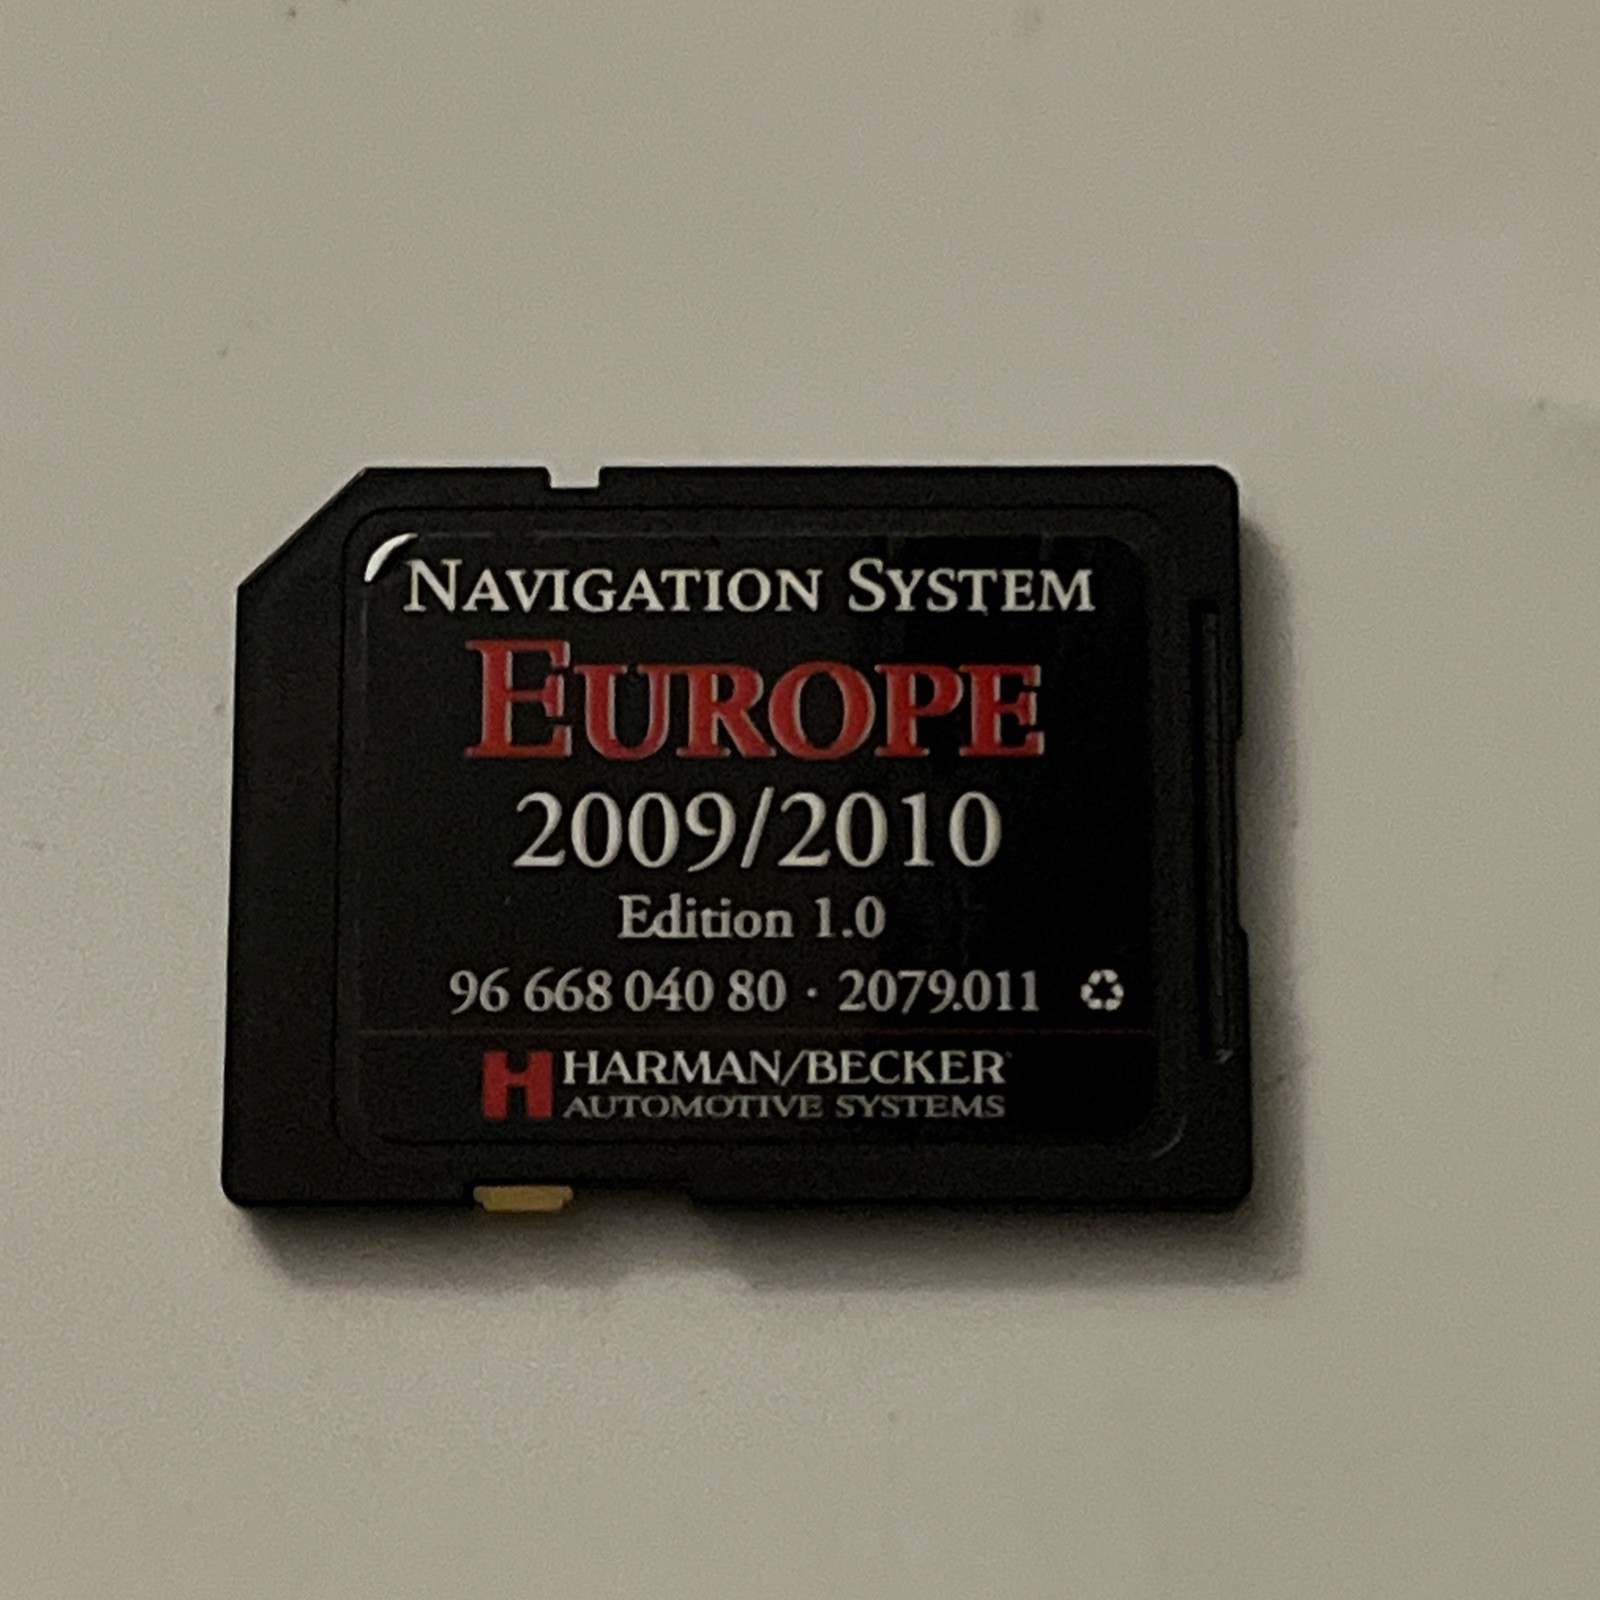 NAVIGATION SYSTEM
EUROPE
2009/2010
Edition 1.0
96 668 040 80 · 2079.011
HARMAN/BECKER
AUTOMOTIVE SYSTEMS